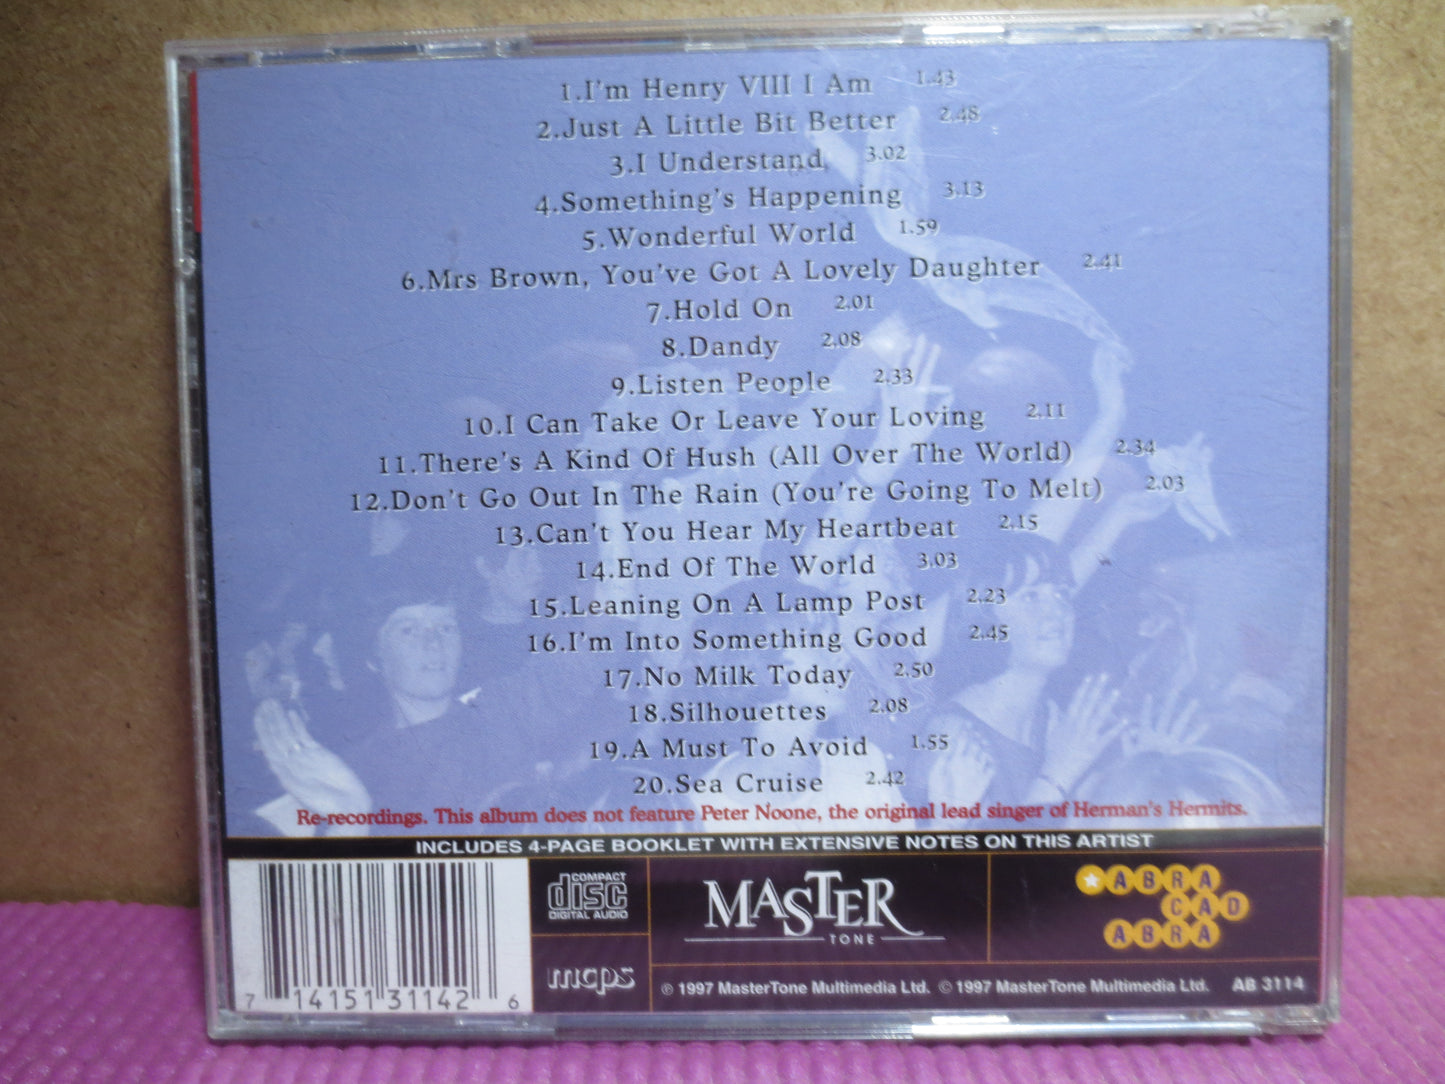 1.I'm Henry VIII I Am 1.43
2.Just A Little Bit Better 2.48
3.I Understand 3.02
4.Something's Happening 3.13
5.Wonderful World 1.59
6.Mrs Brown, You've Got A Lovely Daughter 2.41
7.Hold On 2.01
8.Dandy 2.08
9.Listen People 2.33
10.I Can Take Or Leave Your Loving 2.11
11.There's A Kind Of Hush (All Over The World) 2.34
12.Don't Go Out In The Rain (You're Going To Melt) 2.03
13.Can't You Hear My Heartbeat 2.15
14.End Of The World 3.03
15.Leaning On A Lamp Post 2.23
16.I'm Into Something Good 2.45
17.No Milk Today 2.50
18.Silhouettes 2.08
19.A Must To Avoid 1.55
20.Sea Cruise 2.42
Re-recordings. This album does not feature Peter Noone, the original lead singer of Herman's Hermits.
INCLUDES 4-PAGE BOOKLET WITH EXTENSIVE NOTES ON THIS ARTIST
7 14151 31142 6
COMPACT
disc
DIGITAL AUDIO
mcps
MASTER
TONE
ABRA
CAD
ABRA
℗ 1997 MasterTone Multimedia Ltd. © 1997 MasterTone Multimedia Ltd. AB 3114